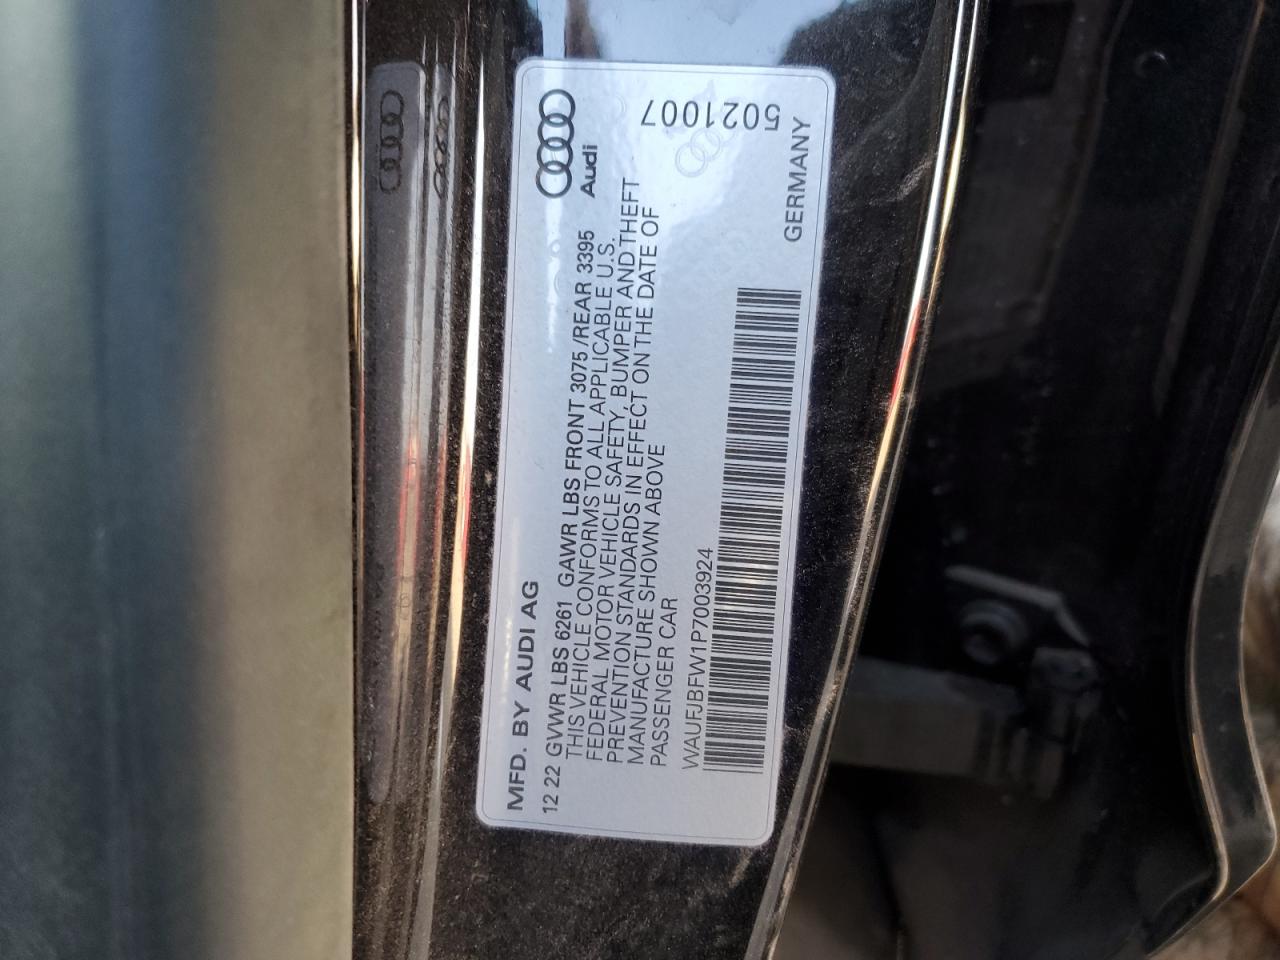 MFD. BY AUDI AG
Audi
12 22 GVWR LBS 6261 GAWR LBS FRONT 3075/REAR 3395
THIS VEHICLE CONFORMS TO ALL APPLICABLE U.S.
FEDERAL MOTOR VEHICLE SAFETY, BUMPER AND THEFT
PREVENTION STANDARDS IN EFFECT ON THE DATE OF
MANUFACTURE SHOWN ABOVE
PASSENGER CAR
WAUFJBFW1P7003924
5021007
GERMANY